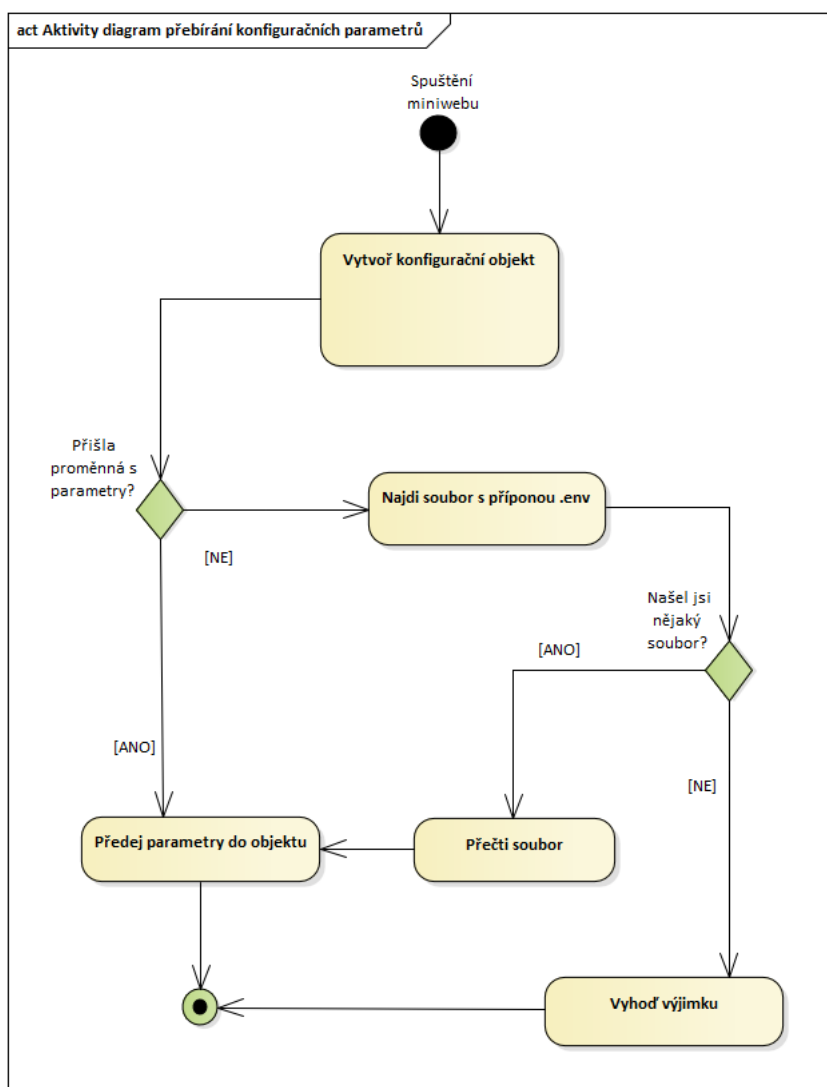 act Aktivity diagram přebírání konfiguračních parametrů
Spuštění
miniwebu
Vytvoř konfigurační objekt
Přišla
proměnná s
parametry?
Najdi soubor s příponou .env
[NE]
Našel jsi
nějaký
soubor?
[ANO]
[ANO]
[NE]
Předej parametry do objektu
Přečti soubor
Vyhoď výjimku